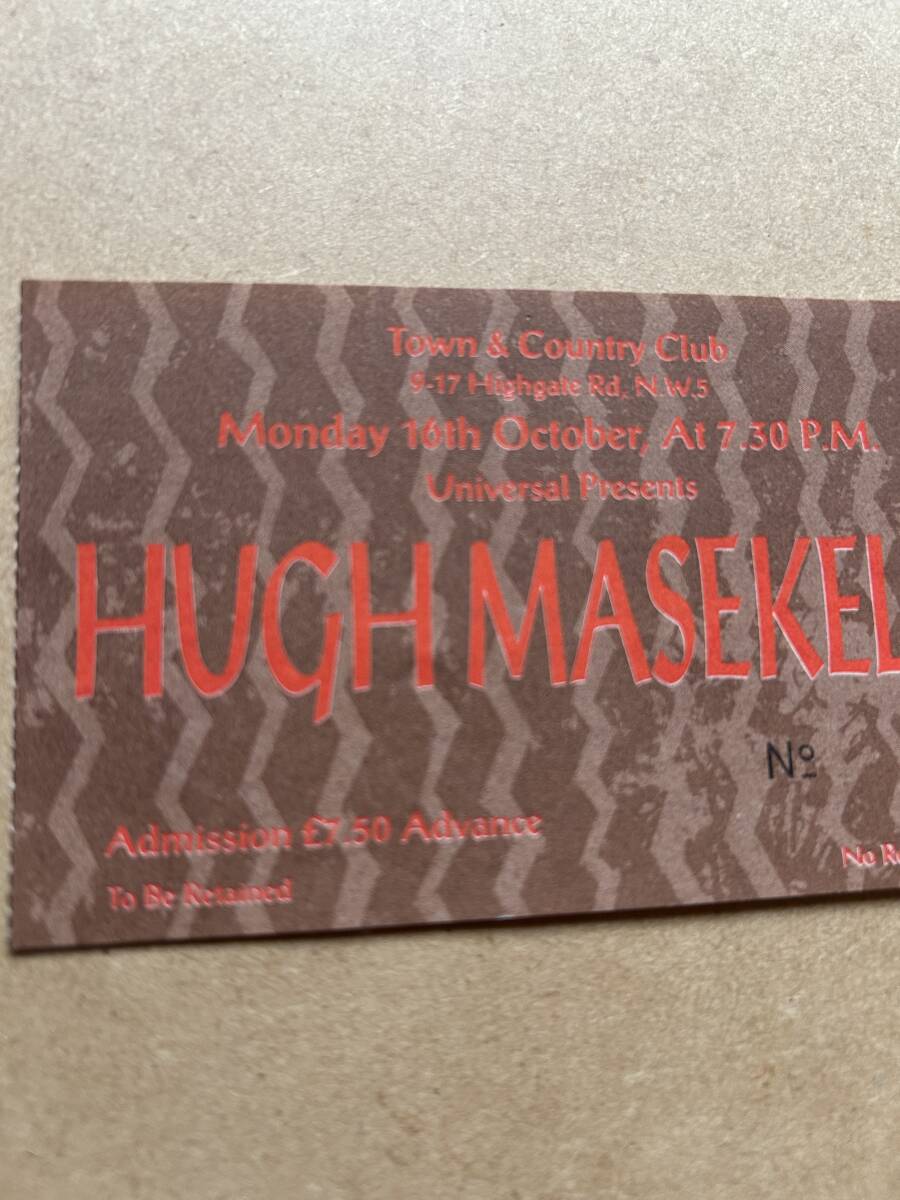 Town & Country Club
9-17 Highgate Rd, N.W.5
Monday 16th October, At 7.30 P.M.
Universal Presents
HUGH MASEKEL
Nº
Admission £7.50 Advance
No Re
To Be Retained